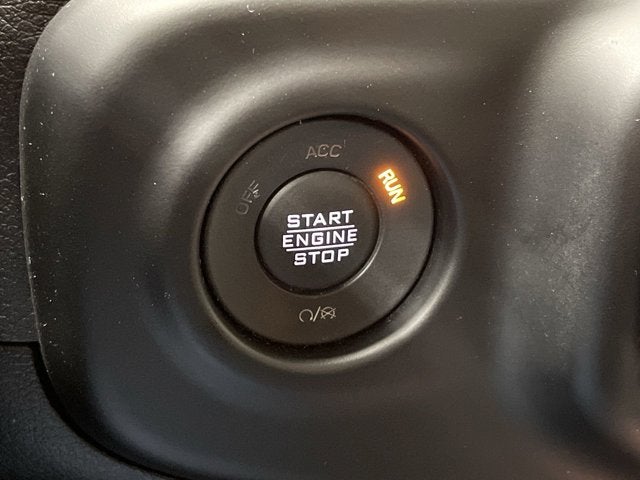 OFF
ACC
RUN
START
ENGINE
STOP